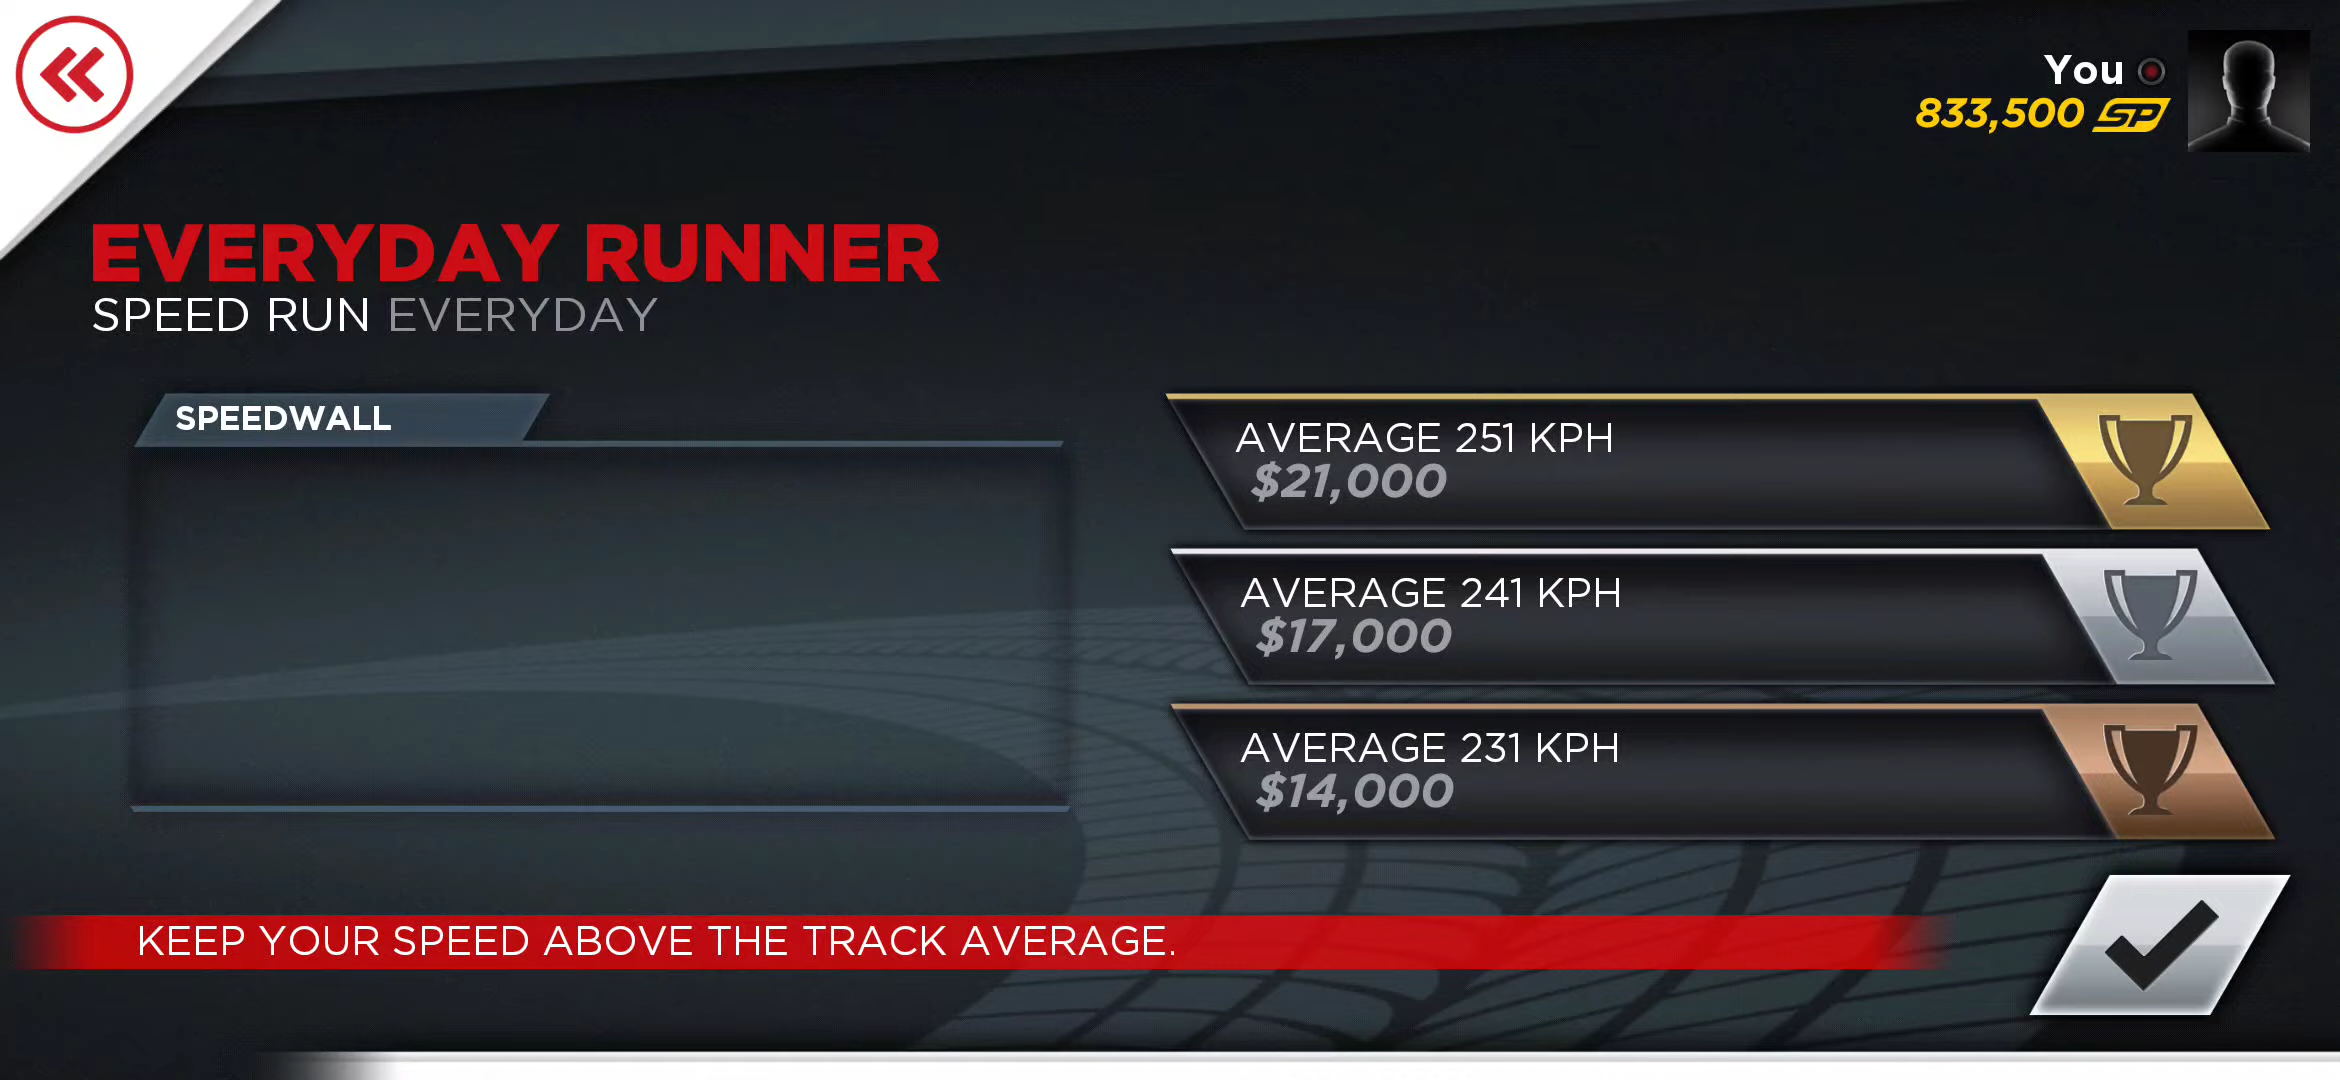 You
833,500 SP
EVERYDAY RUNNER
SPEED RUN EVERYDAY
SPEEDWALL
AVERAGE 251 KPH
$21,000
AVERAGE 241 KPH
$17,000
AVERAGE 231 KPH
$14,000
KEEP YOUR SPEED ABOVE THE TRACK AVERAGE.